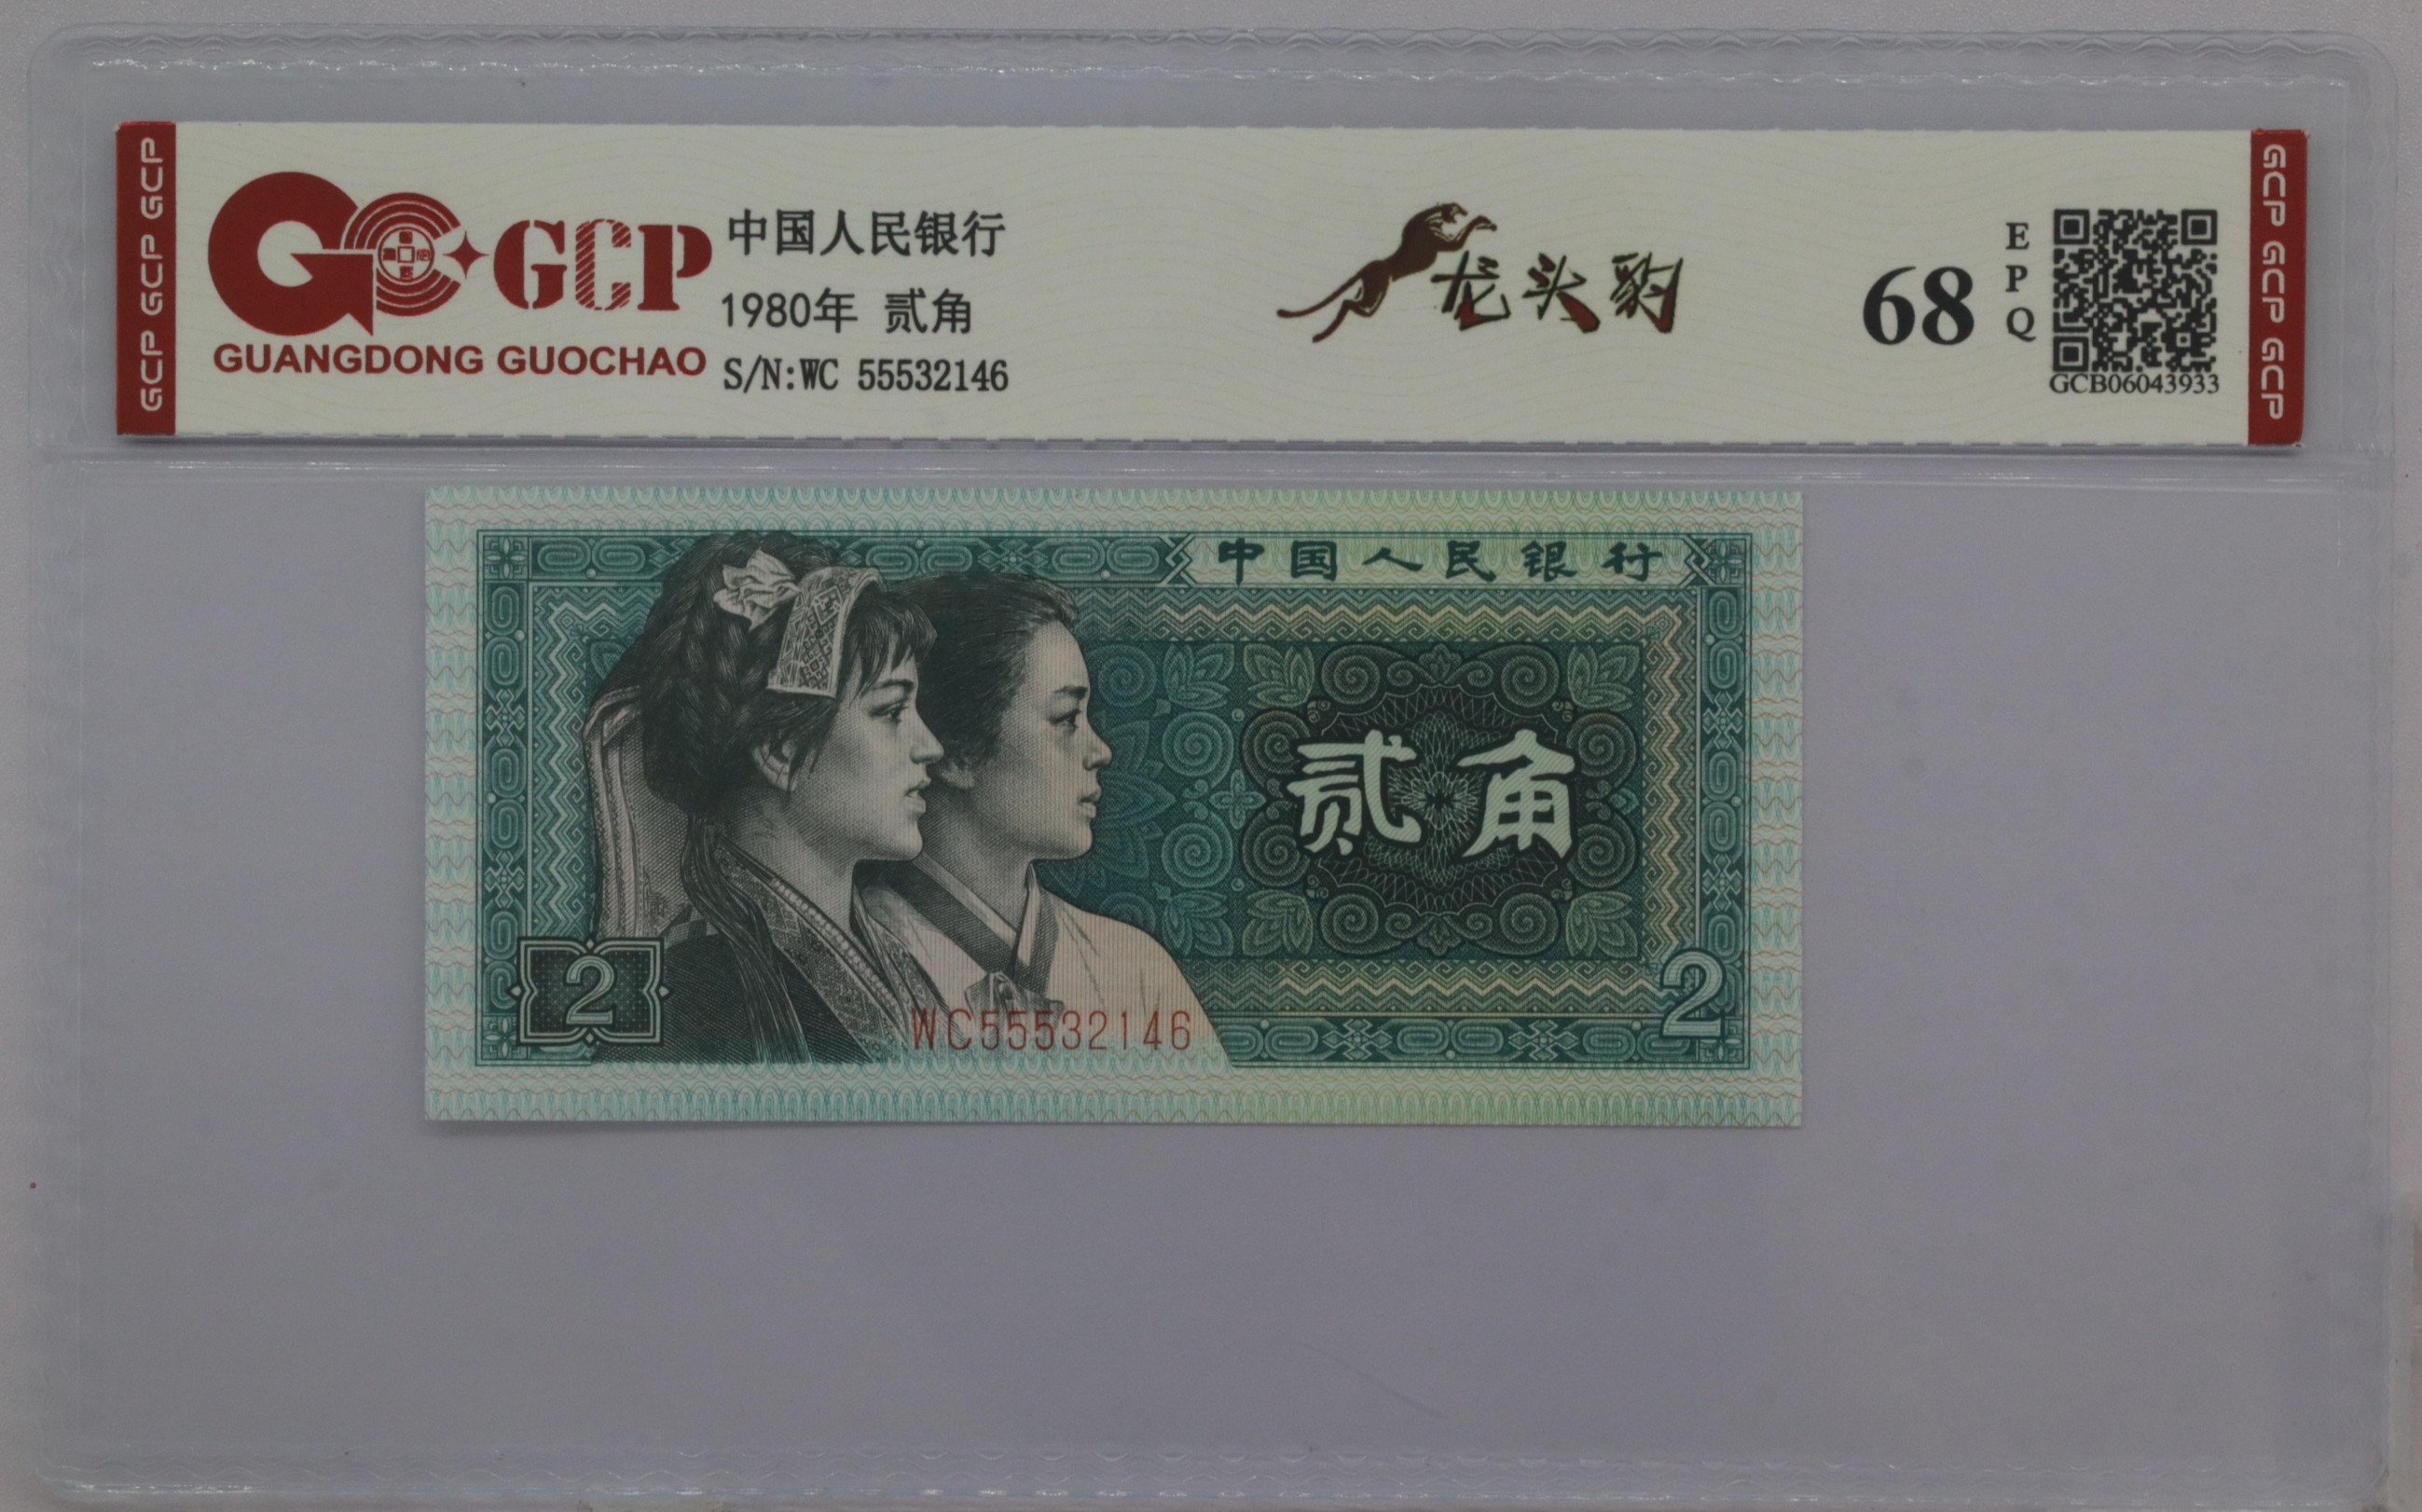 GCP GCP GCP
GCP
GUANGDONG GUOCHAO
中国人民银行
1980年 贰角
S/N:WC 55532146
龙头豹
68
EPQ
GCB06043933
GCP GCP GCP
中国人民银行
贰角
2
WC55532146
2